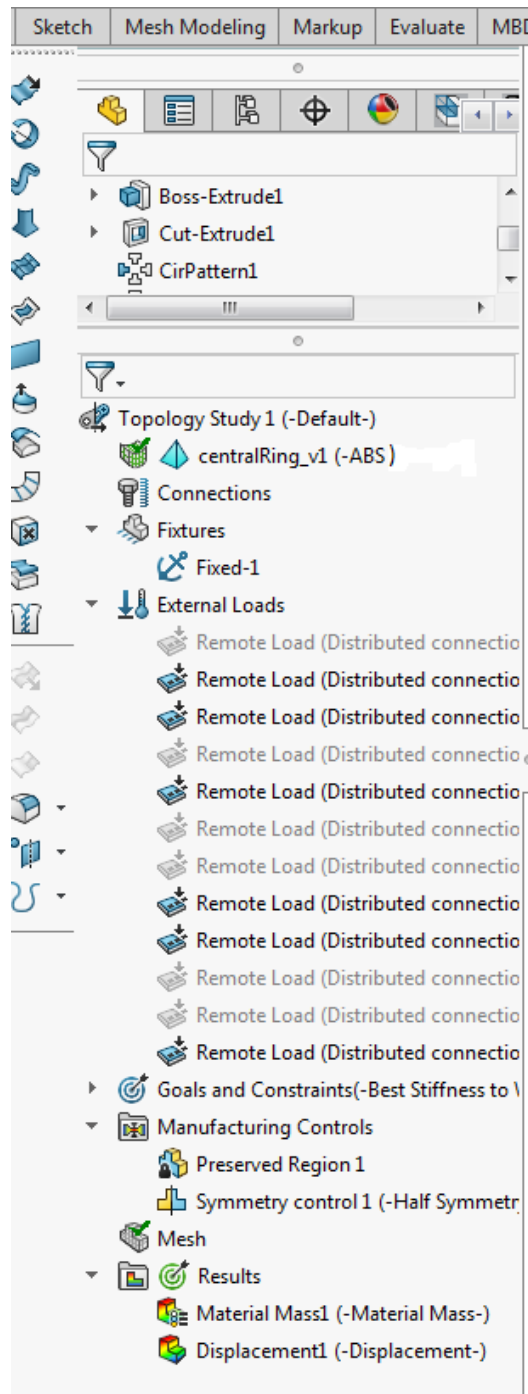 Sketch Mesh Modeling Markup Evaluate MBD
Boss-Extrude1
Cut-Extrude1
CirPattern1
Topology Study 1 (-Default-)
centralRing_v1 (-ABS)
Connections
Fixtures
Fixed-1
External Loads
Remote Load (Distributed connectio
Remote Load (Distributed connectio
Remote Load (Distributed connectio
Remote Load (Distributed connectio
Remote Load (Distributed connectio
Remote Load (Distributed connectio
Remote Load (Distributed connectio
Remote Load (Distributed connectio
Remote Load (Distributed connectio
Remote Load (Distributed connectio
Remote Load (Distributed connectio
Remote Load (Distributed connectio
Goals and Constraints(-Best Stiffness to
Manufacturing Controls
Preserved Region 1
Symmetry control 1 (-Half Symmetr
Mesh
Results
Material Mass1 (-Material Mass-)
Displacement1 (-Displacement-)